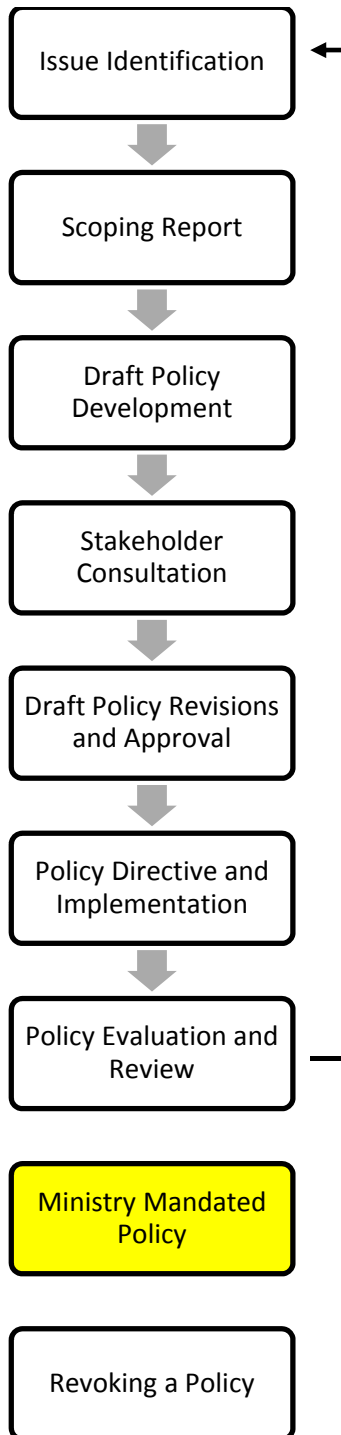 Issue Identification
Scoping Report
Draft Policy
Development
Stakeholder
Consultation
Draft Policy Revisions
and Approval
Policy Directive and
Implementation
Policy Evaluation and
Review
Ministry Mandated
Policy
Revoking a Policy